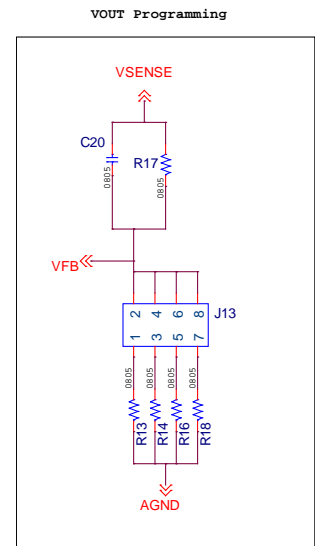 VOUT Programming
VSENSE
C20
R17
0805
0805
VFB
2 4 6 8
J13
1 3 5 7
0805 0805 0805 0805
R13 R14 R16 R18
AGND